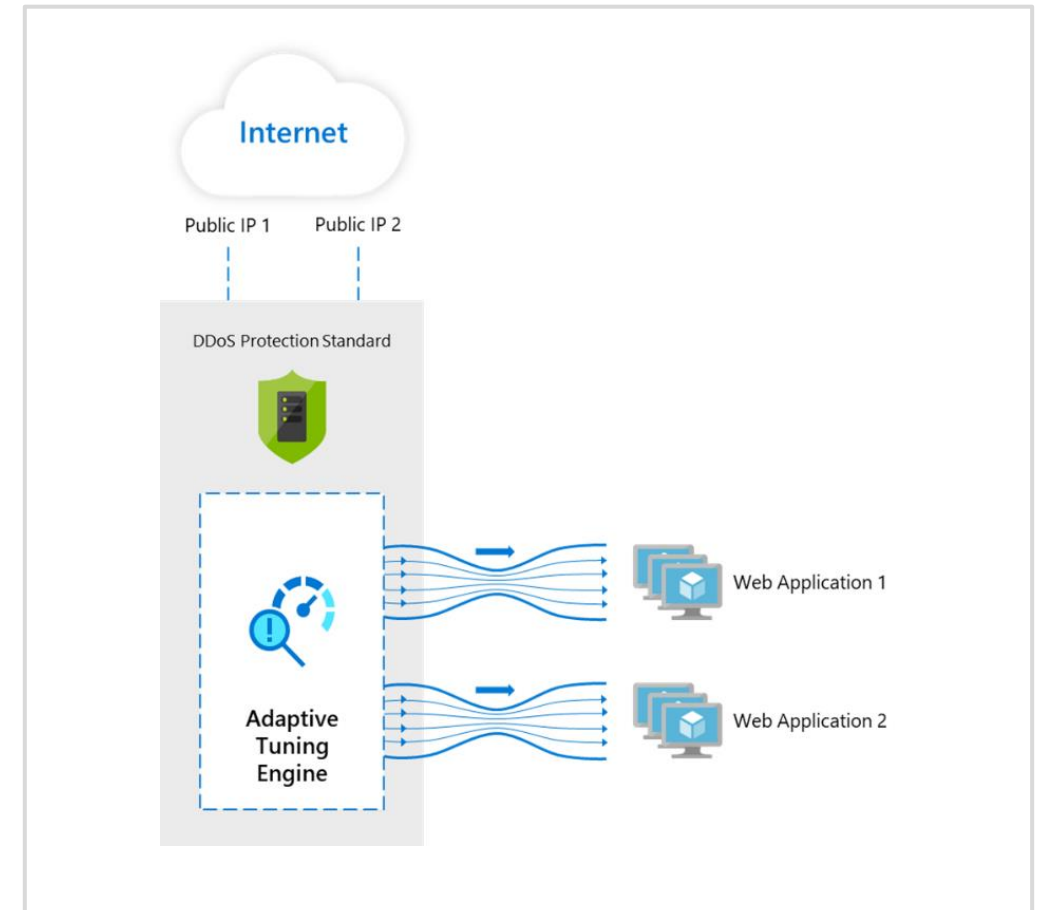 Internet
Public IP 1
Public IP 2
DDoS Protection Standard
Adaptive
Tuning
Engine
Web Application 1
Web Application 2